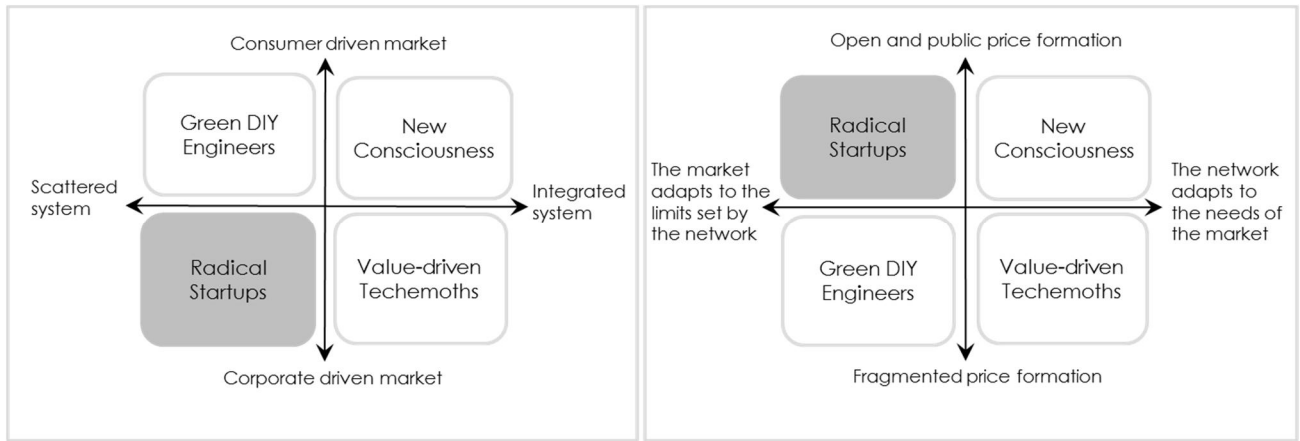 Consumer driven market
Green DIY
Engineers
New
Consciousness
Scattered
system
Integrated
system
Radical
Startups
Value-driven
Techemoths
Corporate driven market
Open and public price formation
Radical
Startups
New
Consciousness
The market
adapts to the
limits set by
the network
The network
adapts to
the needs of
the market
Green DIY
Engineers
Value-driven
Techemoths
Fragmented price formation